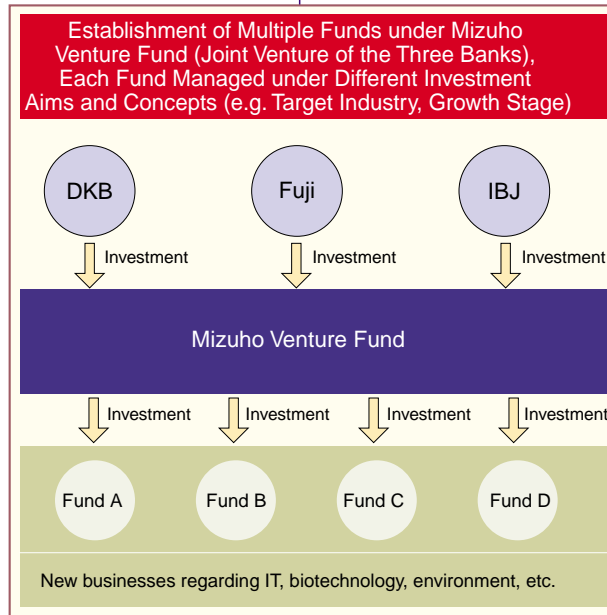 Establishment of Multiple Funds under Mizuho
Venture Fund (Joint Venture of the Three Banks),
Each Fund Managed under Different Investment
Aims and Concepts (e.g. Target Industry, Growth Stage)
DKB Fuji IBJ
Investment Investment Investment
Mizuho Venture Fund
Investment Investment Investment Investment
Fund A Fund B Fund C Fund D
New businesses regarding IT, biotechnology, environment, etc.